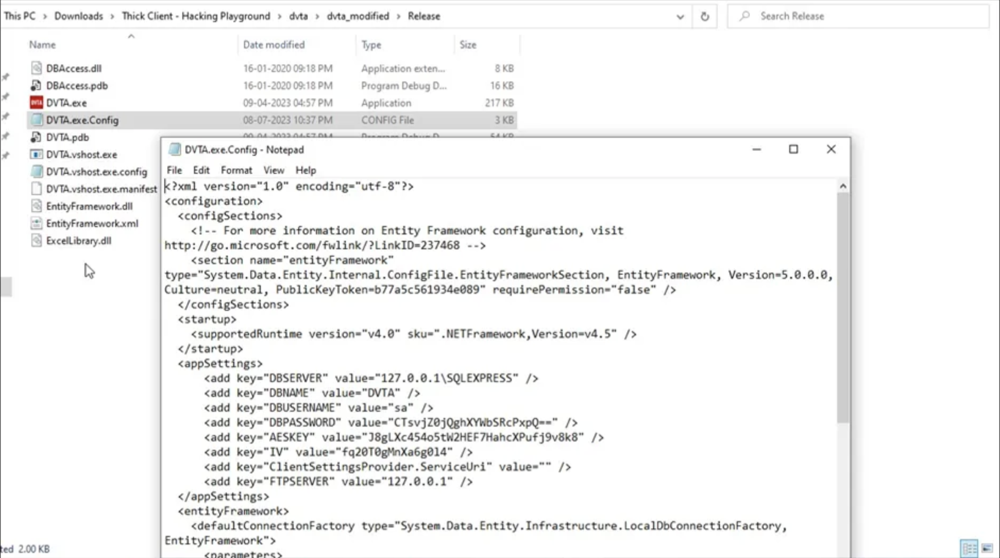 This PC > Downloads > Thick Client - Hacking Playground > dvta > dvta_modified > Release
Search Release
Name Date modified Type Size
DBAccess.dll 16-01-2020 09:18 PM Application exten... 8 KB
DBAccess.pdb 16-01-2020 09:18 PM Program Debug D... 16 KB
DVTA DVTA.exe 09-04-2023 04:57 PM Application 217 KB
DVTA.exe.Config 08-07-2023 10:37 PM CONFIG File 3 KB
DVTA.pdb 09-04-2023 04:57 PM Program Debug D... 54 KB
DVTA.vshost.exe
DVTA.vshost.exe.config
DVTA.vshost.exe.manifest
EntityFramework.dll
EntityFramework.xml
ExcelLibrary.dll
DVTA.exe.Config - Notepad
File Edit Format View Help
<?xml version="1.0" encoding="utf-8"?>
<configuration>
<configSections>
<!-- For more information on Entity Framework configuration, visit
http://go.microsoft.com/fwlink/?LinkID=237468 -->
<section name="entityFramework"
type="System.Data.Entity.Internal.ConfigFile.EntityFrameworkSection, EntityFramework, Version=5.0.0.0,
Culture=neutral, PublicKeyToken=b77a5c561934e089" requirePermission="false" />
</configSections>
<startup>
<supportedRuntime version="v4.0" sku=".NETFramework,Version=v4.5" />
</startup>
<appSettings>
<add key="DBSERVER" value="127.0.0.1\SQLEXPRESS" />
<add key="DBNAME" value="DVTA" />
<add key="DBUSERNAME" value="sa" />
<add key="DBPASSWORD" value="CTsvjZ0jQghXYWbSRcPxpQ==" />
<add key="AESKEY" value="J8gLXc454o5tW2HEF7HahcXPufj9v8k8" />
<add key="IV" value="fq20T0gMnXa6g0l4" />
<add key="ClientSettingsProvider.ServiceUri" value="" />
<add key="FTPSERVER" value="127.0.0.1" />
</appSettings>
<entityFramework>
<defaultConnectionFactory type="System.Data.Entity.Infrastructure.LocalDbConnectionFactory,
EntityFramework">
<parameters>
ted 2.00 KB